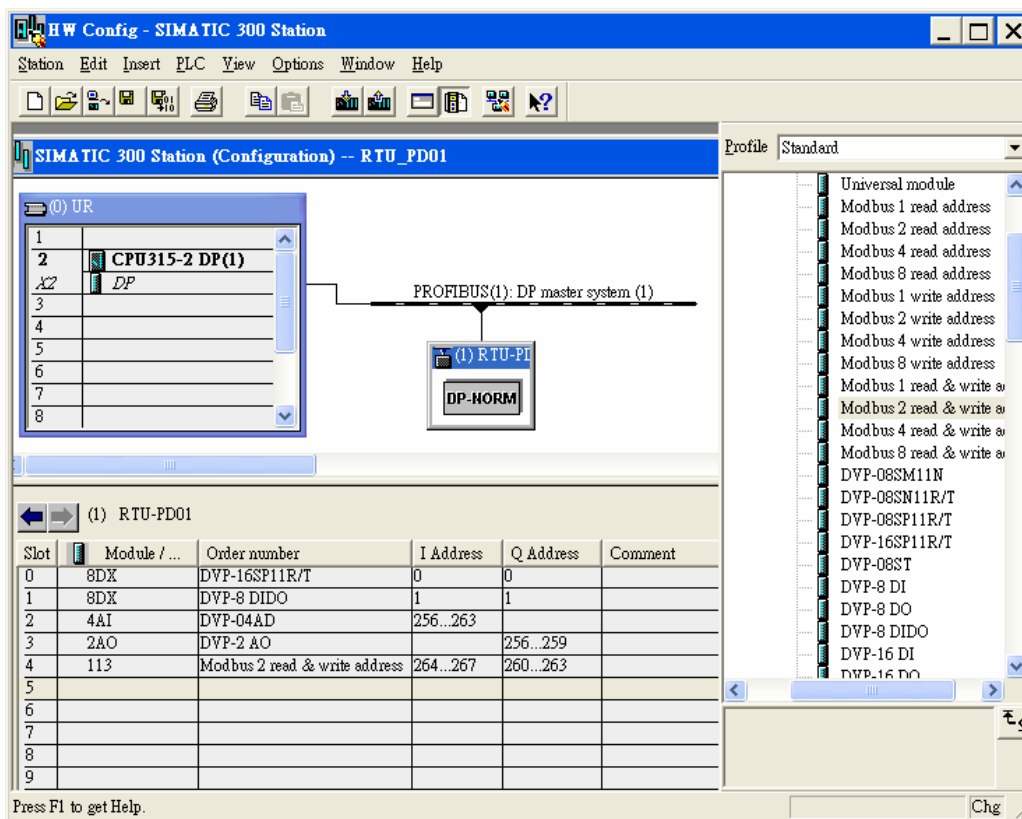 HW Config - SIMATIC 300 Station
Station Edit Insert PLC View Options Window Help
SIMATIC 300 Station (Configuration) -- RTU_PD01
(0) UR
1
2 CPU315-2 DP(1)
X2 DP
3
4
5
6
7
8
PROFIBUS(1): DP master system (1)
(1) RTU-PD
DP-NORM
Profile Standard
Universal module
Modbus 1 read address
Modbus 2 read address
Modbus 4 read address
Modbus 8 read address
Modbus 1 write address
Modbus 2 write address
Modbus 4 write address
Modbus 8 write address
Modbus 1 read & write a
Modbus 2 read & write a
Modbus 4 read & write a
Modbus 8 read & write a
DVP-08SM11N
DVP-08SN11R/T
DVP-08SP11R/T
DVP-16SP11R/T
DVP-08ST
DVP-8 DI
DVP-8 DO
DVP-8 DIDO
DVP-16 DI
DVP-16 DO
(1) RTU-PD01
Slot Module / ... Order number I Address Q Address Comment
0 8DX DVP-16SP11R/T 0 0
1 8DX DVP-8 DIDO 1 1
2 4AI DVP-04AD 256...263
3 2AO DVP-2 AO 256...259
4 113 Modbus 2 read & write address 264...267 260...263
5
6
7
8
9
Press F1 to get Help.
Chg